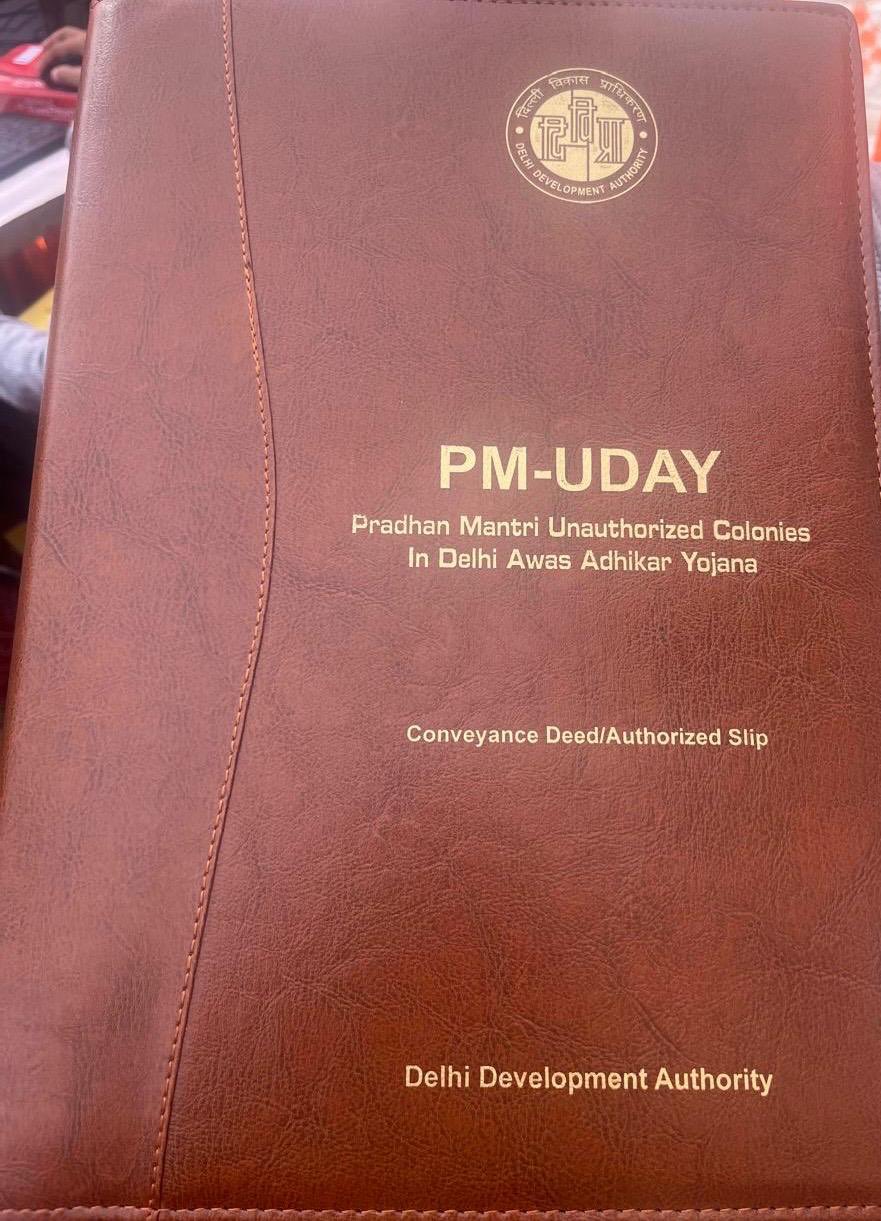 दिल्ली विकास प्राधिकरण
दि वि प्रा
DELHI DEVELOPMENT AUTHORITY
PM-UDAY
Pradhan Mantri Unauthorized Colonies
In Delhi Awas Adhikar Yojana
Conveyance Deed/Authorized Slip
Delhi Development Authority